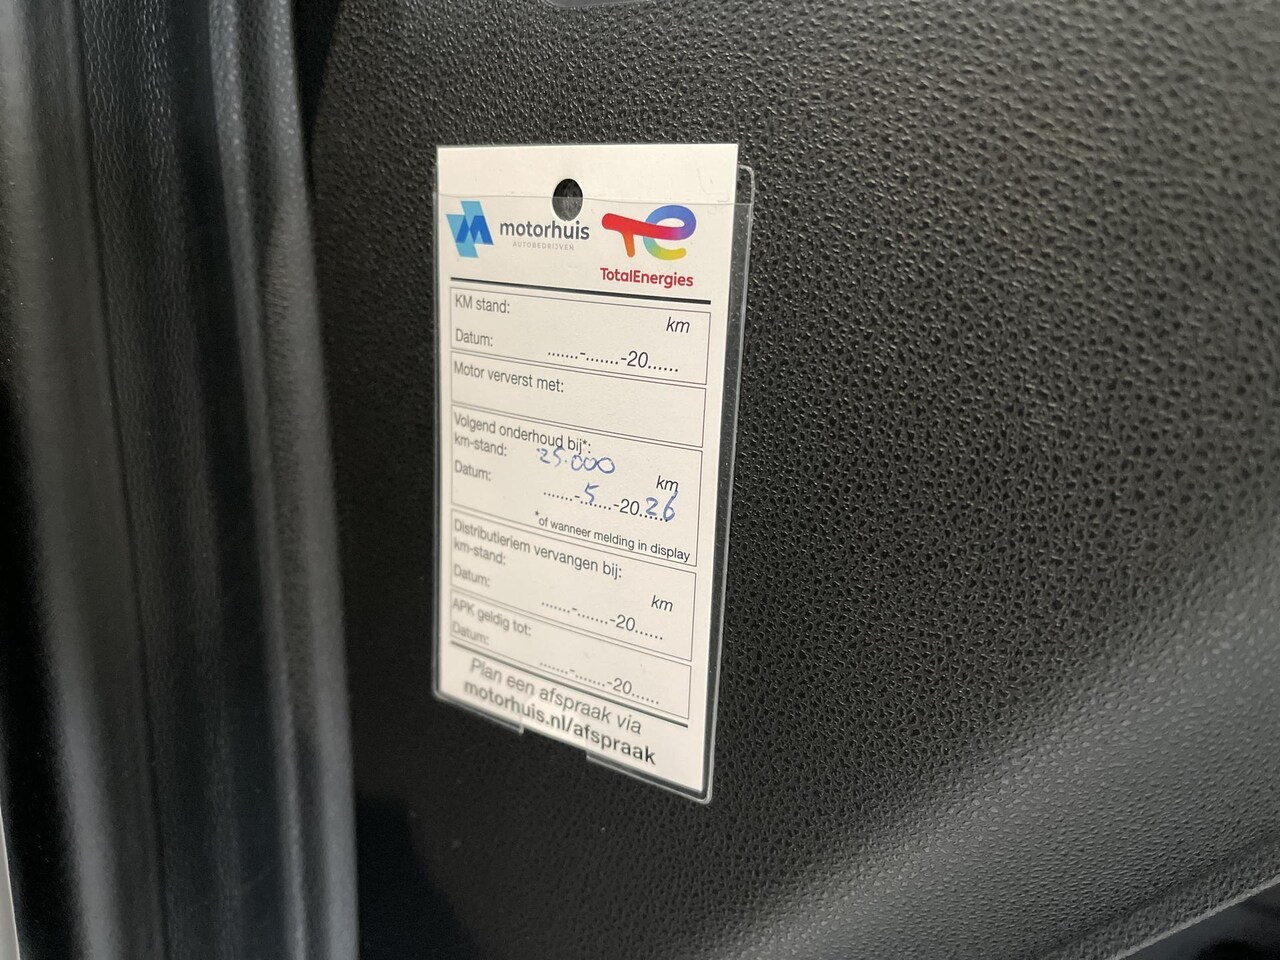 motorhuis
AUTOBEDRIJVEN
TotalEnergies
KM stand:
km
Datum: .......-.......-20......
Motor ververst met:
Volgend onderhoud bij*:
km-stand: 25.000 km
Datum: .......-5....-20.26
*of wanneer melding in display
Distributieriem vervangen bij:
km-stand:
km
Datum: .......-.......-20......
APK geldig tot:
Datum: .......-.......-20......
Plan een afspraak via
motorhuis.nl/afspraak